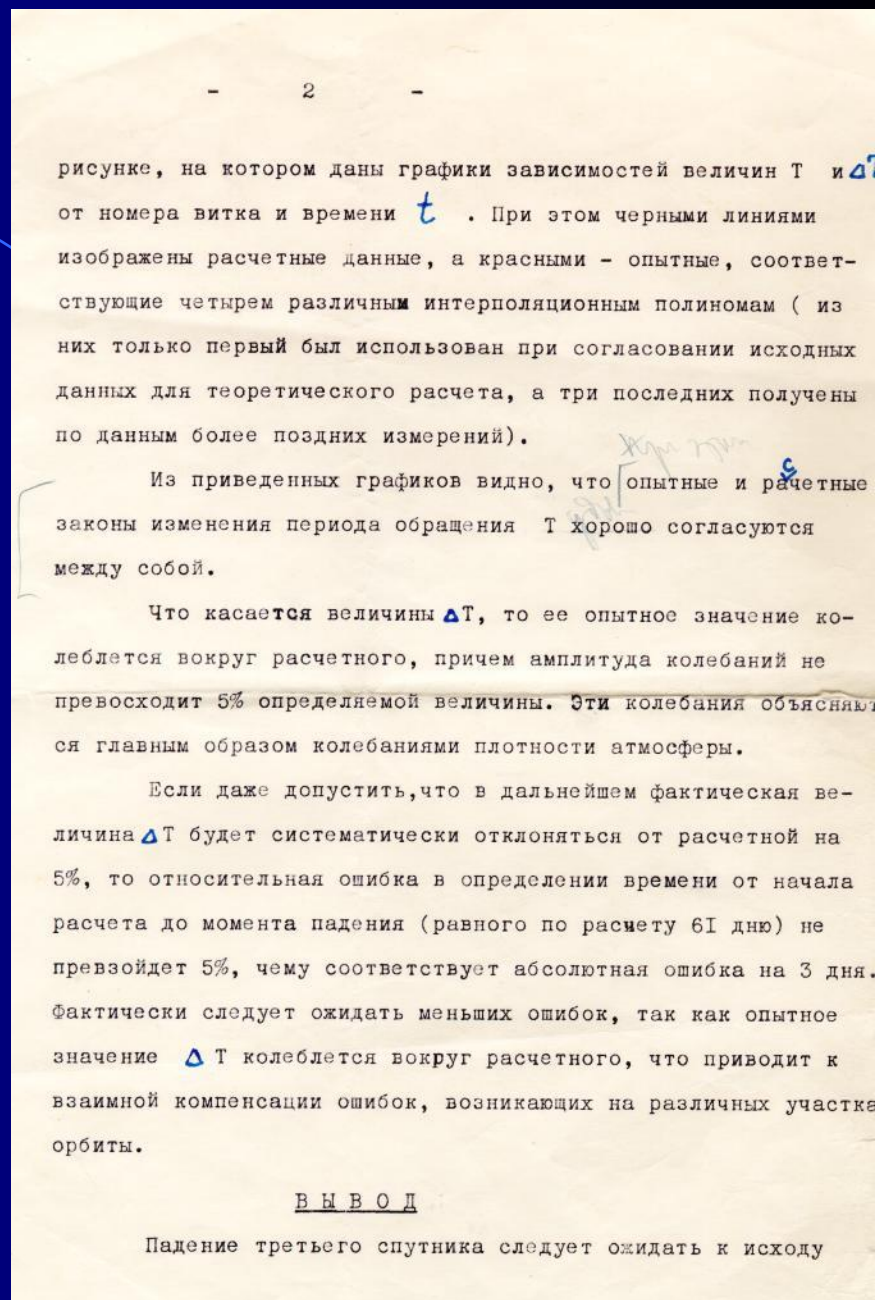 - 2 -
рисунке, на котором даны графики зависимостей величин Т и ΔТ
от номера витка и времени t . При этом черными линиями
изображены расчетные данные, а красными - опытные, соответ-
ствующие четырем различным интерполяционным полиномам ( из
них только первый был использован при согласовании исходных
данных для теоретического расчета, а три последних получены
по данным более поздних измерений).
Из приведенных графиков видно, что опытные и расчетные
законы изменения периода обращения Т хорошо согласуются
между собой.
Что касается величины ΔТ, то ее опытное значение ко-
леблется вокруг расчетного, причем амплитуда колебаний не
превосходит 5% определяемой величины. Эти колебания объясняют
ся главным образом колебаниями плотности атмосферы.
Если даже допустить,что в дальнейшем фактическая ве-
личина ΔТ будет систематически отклоняться от расчетной на
5%, то относительная ошибка в определении времени от начала
расчета до момента падения (равного по расчету 6I дню) не
превзойдет 5%, чему соответствует абсолютная ошибка на 3 дня.
Фактически следует ожидать меньших ошибок, так как опытное
значение Δ Т колеблется вокруг расчетного, что приводит к
взаимной компенсации ошибок, возникающих на различных участка
орбиты.
В Ы В О Д
Падение третьего спутника следует ожидать к исходу